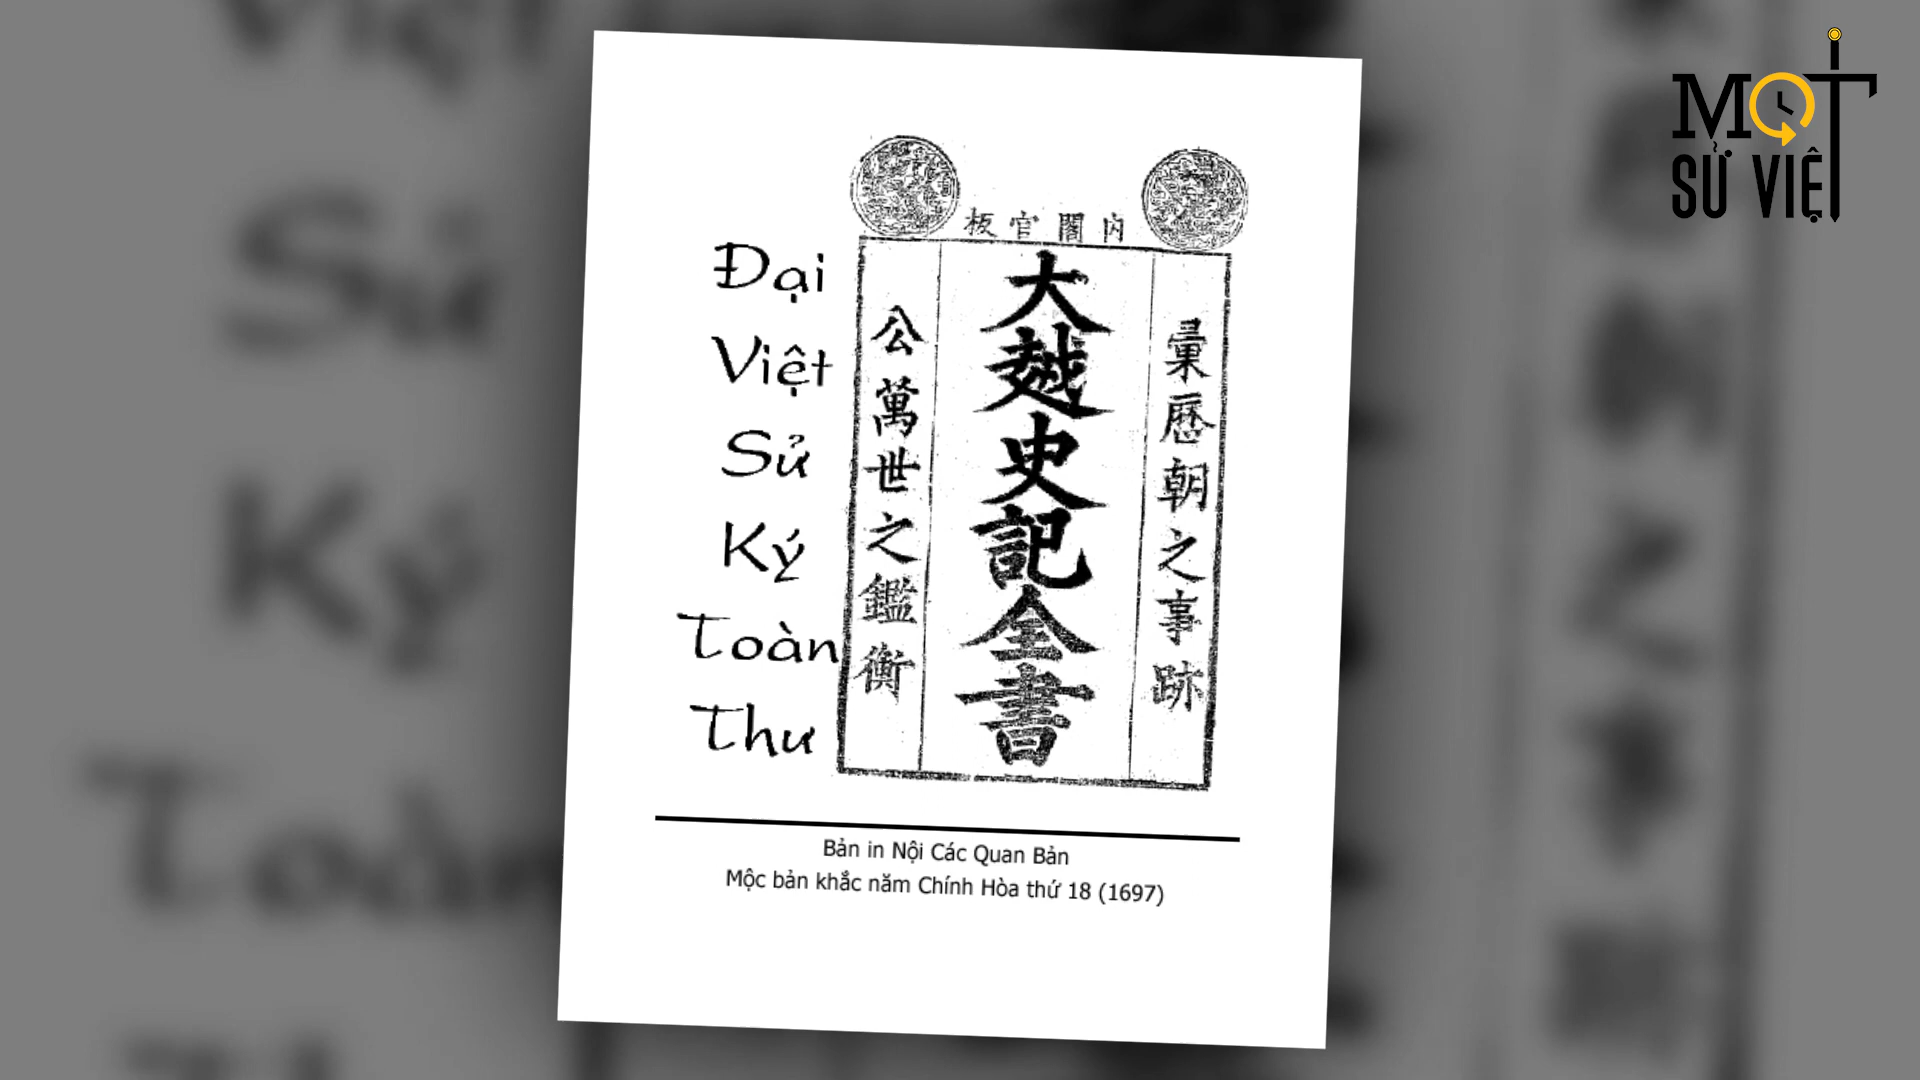 MỘT
SỬ VIỆT
內閣官板
彙歷朝之事跡
大越史記全書
公萬世之鑑衡
Đại
Việt
Sử
Ký
Toàn
Thư
Bản in Nội Các Quan Bản
Mộc bản khắc năm Chính Hòa thứ 18 (1697)